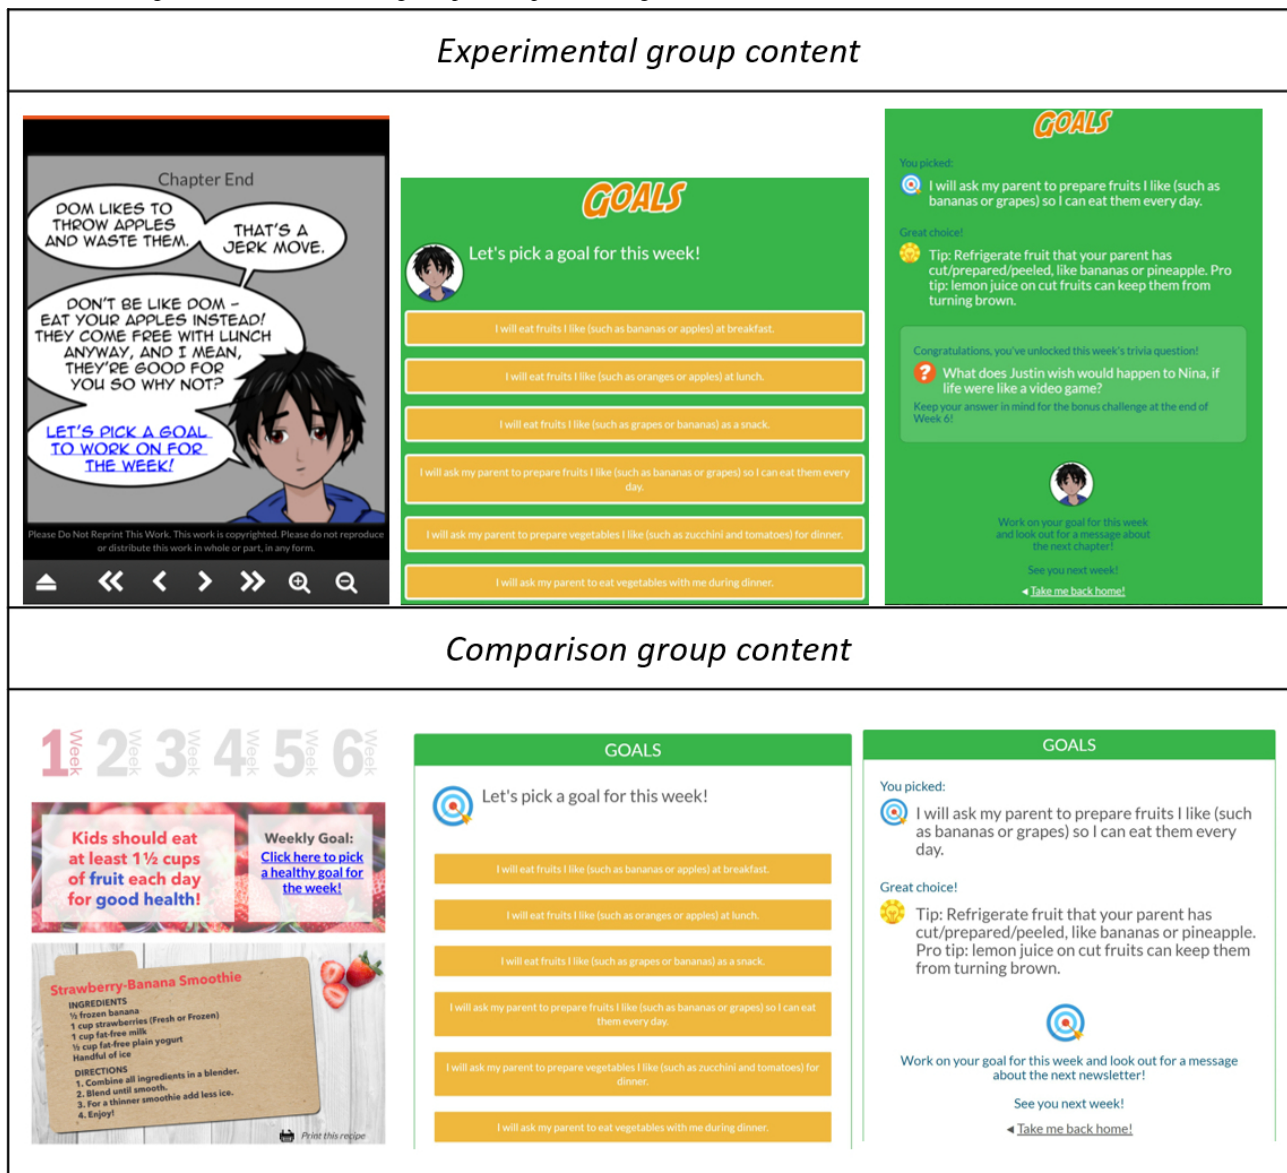 Experimental group content
Chapter End
DOM LIKES TO
THROW APPLES
AND WASTE THEM.
THAT'S A
JERK MOVE.
DON'T BE LIKE DOM –
EAT YOUR APPLES INSTEAD!
THEY COME FREE WITH LUNCH
ANYWAY, AND I MEAN,
THEY'RE GOOD FOR
YOU SO WHY NOT?
LET'S PICK A GOAL
TO WORK ON FOR
THE WEEK!
Please Do Not Reprint This Work. This work is copyrighted. Please do not reproduce
or distribute this work in whole or part, in any form.
GOALS
Let's pick a goal for this week!
I will eat fruits I like (such as bananas or apples) at breakfast.
I will eat fruits I like (such as oranges or apples) at lunch.
I will eat fruits I like (such as grapes or bananas) as a snack.
I will ask my parent to prepare fruits I like (such as bananas or grapes) so I can eat them every
day.
I will ask my parent to prepare vegetables I like (such as zucchini and tomatoes) for dinner.
I will ask my parent to eat vegetables with me during dinner.
GOALS
You picked:
I will ask my parent to prepare fruits I like (such as
bananas or grapes) so I can eat them every day.
Great choice!
Tip: Refrigerate fruit that your parent has
cut/prepared/peeled, like bananas or pineapple. Pro
tip: lemon juice on cut fruits can keep them from
turning brown.
Congratulations, you've unlocked this week's trivia question!
What does Justin wish would happen to Nina, if
life were like a video game?
Keep your answer in mind for the bonus challenge at the end of
Week 6!
Work on your goal for this week
and look out for a message about
the next chapter!
See you next week!
Take me back home!
Comparison group content
1 Week 2 Week 3 Week 4 Week 5 Week 6 Week
Kids should eat
at least 1 ½ cups
of fruit each day
for good health!
Weekly Goal:
Click here to pick
a healthy goal for
the week!
Strawberry-Banana Smoothie
INGREDIENTS
½ frozen banana
1 cup strawberries (Fresh or Frozen)
1 cup fat-free milk
½ cup fat-free plain yogurt
Handful of ice
DIRECTIONS
1. Combine all ingredients in a blender.
2. Blend until smooth.
3. For a thinner smoothie add less ice.
4. Enjoy!
Print this recipe
GOALS
Let's pick a goal for this week!
I will eat fruits I like (such as bananas or apples) at breakfast.
I will eat fruits I like (such as oranges or apples) at lunch.
I will eat fruits I like (such as grapes or bananas) as a snack.
I will ask my parent to prepare fruits I like (such as bananas or grapes) so I can eat
them every day.
I will ask my parent to prepare vegetables I like (such as zucchini and tomatoes) for
dinner.
I will ask my parent to eat vegetables with me during dinner.
GOALS
You picked:
I will ask my parent to prepare fruits I like (such
as bananas or grapes) so I can eat them every
day.
Great choice!
Tip: Refrigerate fruit that your parent has
cut/prepared/peeled, like bananas or pineapple.
Pro tip: lemon juice on cut fruits can keep them
from turning brown.
Work on your goal for this week and look out for a message
about the next newsletter!
See you next week!
Take me back home!